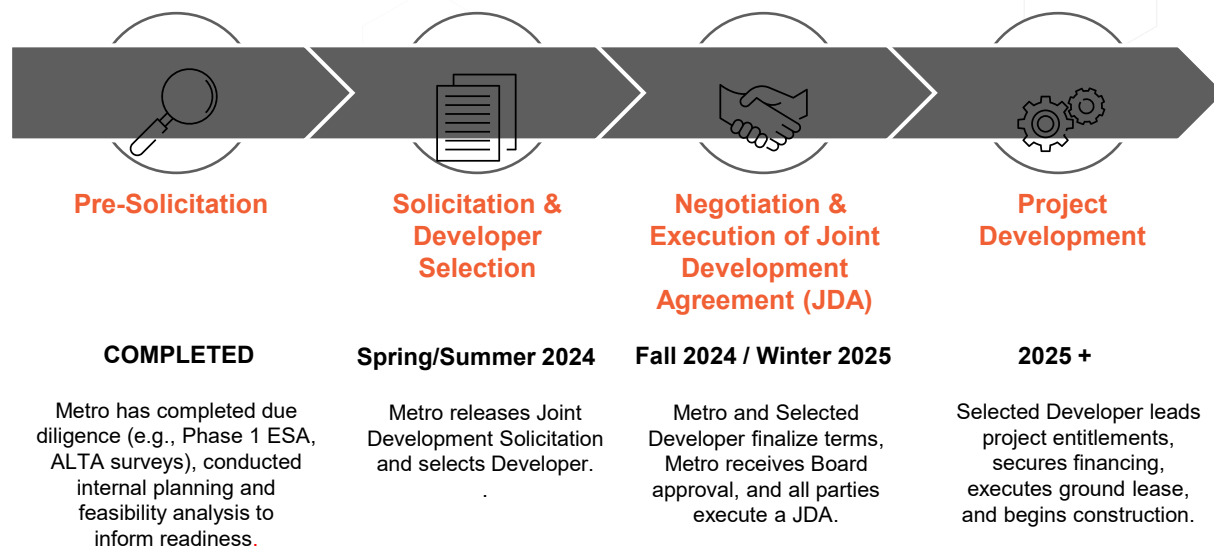 Pre-Solicitation
Solicitation &
Developer
Selection
Negotiation &
Execution of Joint
Development
Agreement (JDA)
Project
Development
COMPLETED
Spring/Summer 2024
Fall 2024 / Winter 2025
2025 +
Metro has completed due
diligence (e.g., Phase 1 ESA,
ALTA surveys), conducted
internal planning and
feasibility analysis to
inform readiness.
Metro releases Joint
Development Solicitation
and selects Developer.
.
Metro and Selected
Developer finalize terms,
Metro receives Board
approval, and all parties
execute a JDA.
Selected Developer leads
project entitlements,
secures financing,
executes ground lease,
and begins construction.